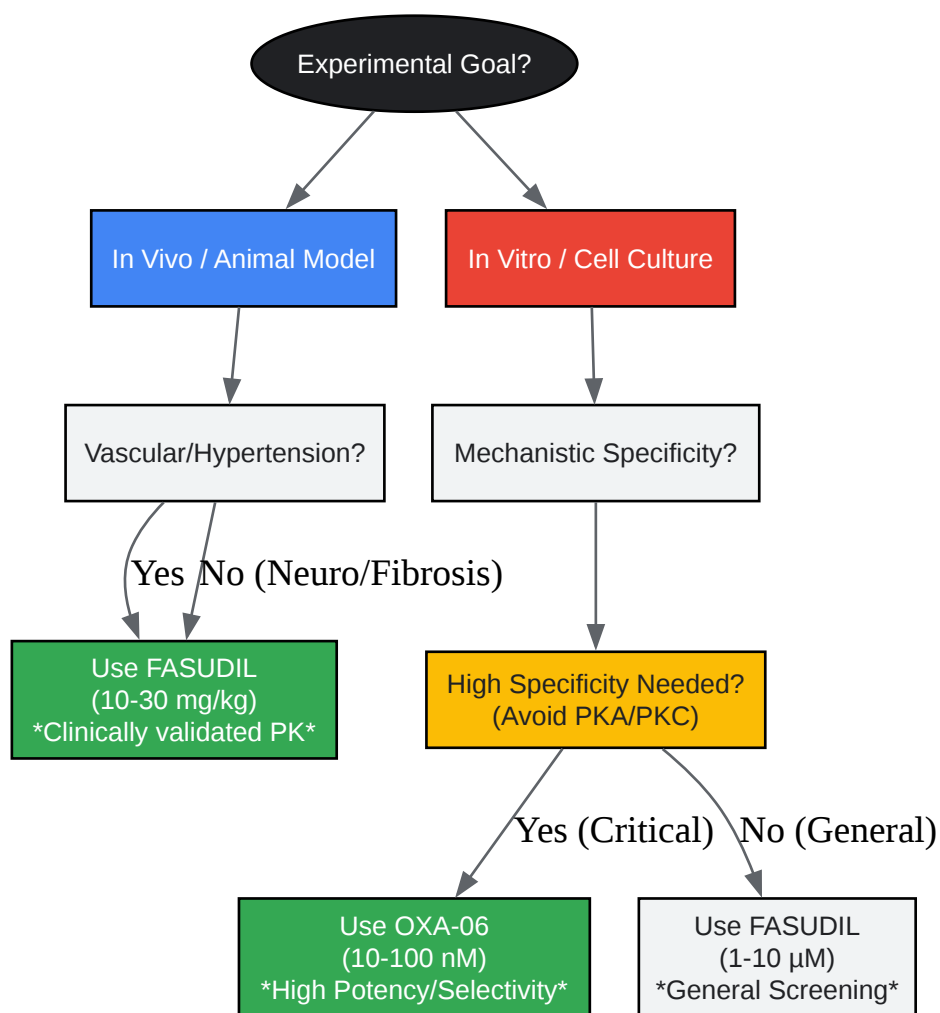 Experimental Goal?
In Vivo / Animal Model
In Vitro / Cell Culture
Vascular/Hypertension?
Mechanistic Specificity?
Yes
No (Neuro/Fibrosis)
Use FASUDIL
(10-30 mg/kg)
*Clinically validated PK*
High Specificity Needed?
(Avoid PKA/PKC)
Yes (Critical)
No (General)
Use OXA-06
(10-100 nM)
*High Potency/Selectivity*
Use FASUDIL
(1-10 µM)
*General Screening*